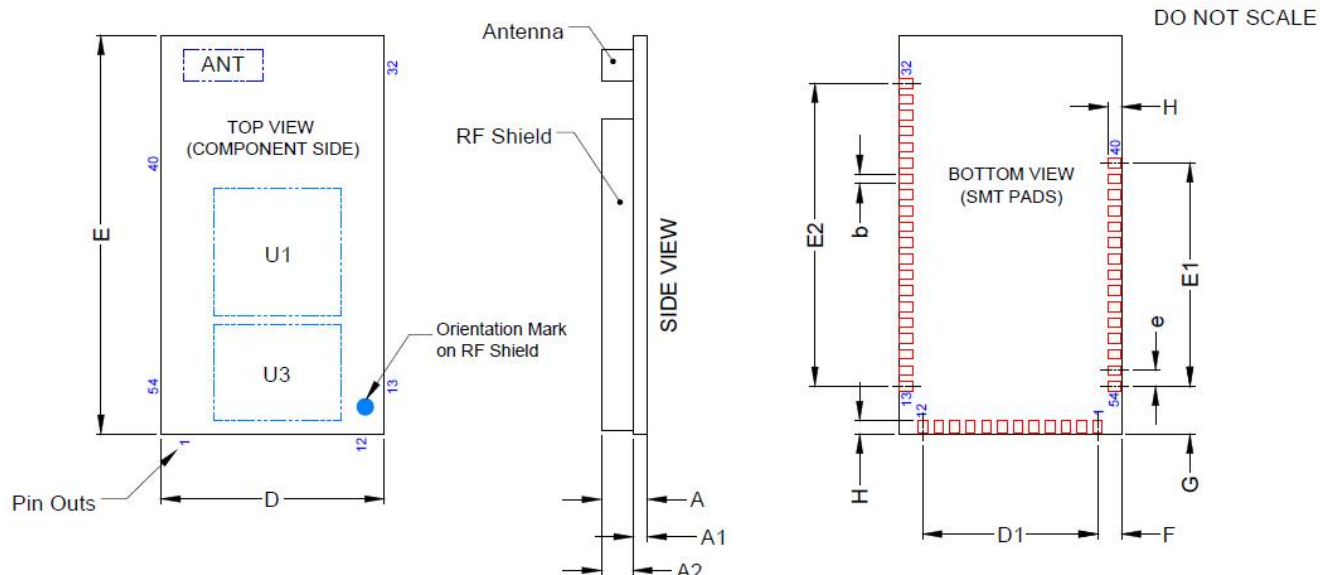 DO NOT SCALE
ANT
32
TOP VIEW
(COMPONENT SIDE)
40
E
U1
Orientation Mark
on RF Shield
U3
54
13
1
12
Pin Outs
D
Antenna
RF Shield
SIDE VIEW
A
A1
A2
32
H
40
BOTTOM VIEW
(SMT PADS)
E2
b
E1
e
13
12
1
54
H
G
D1
F